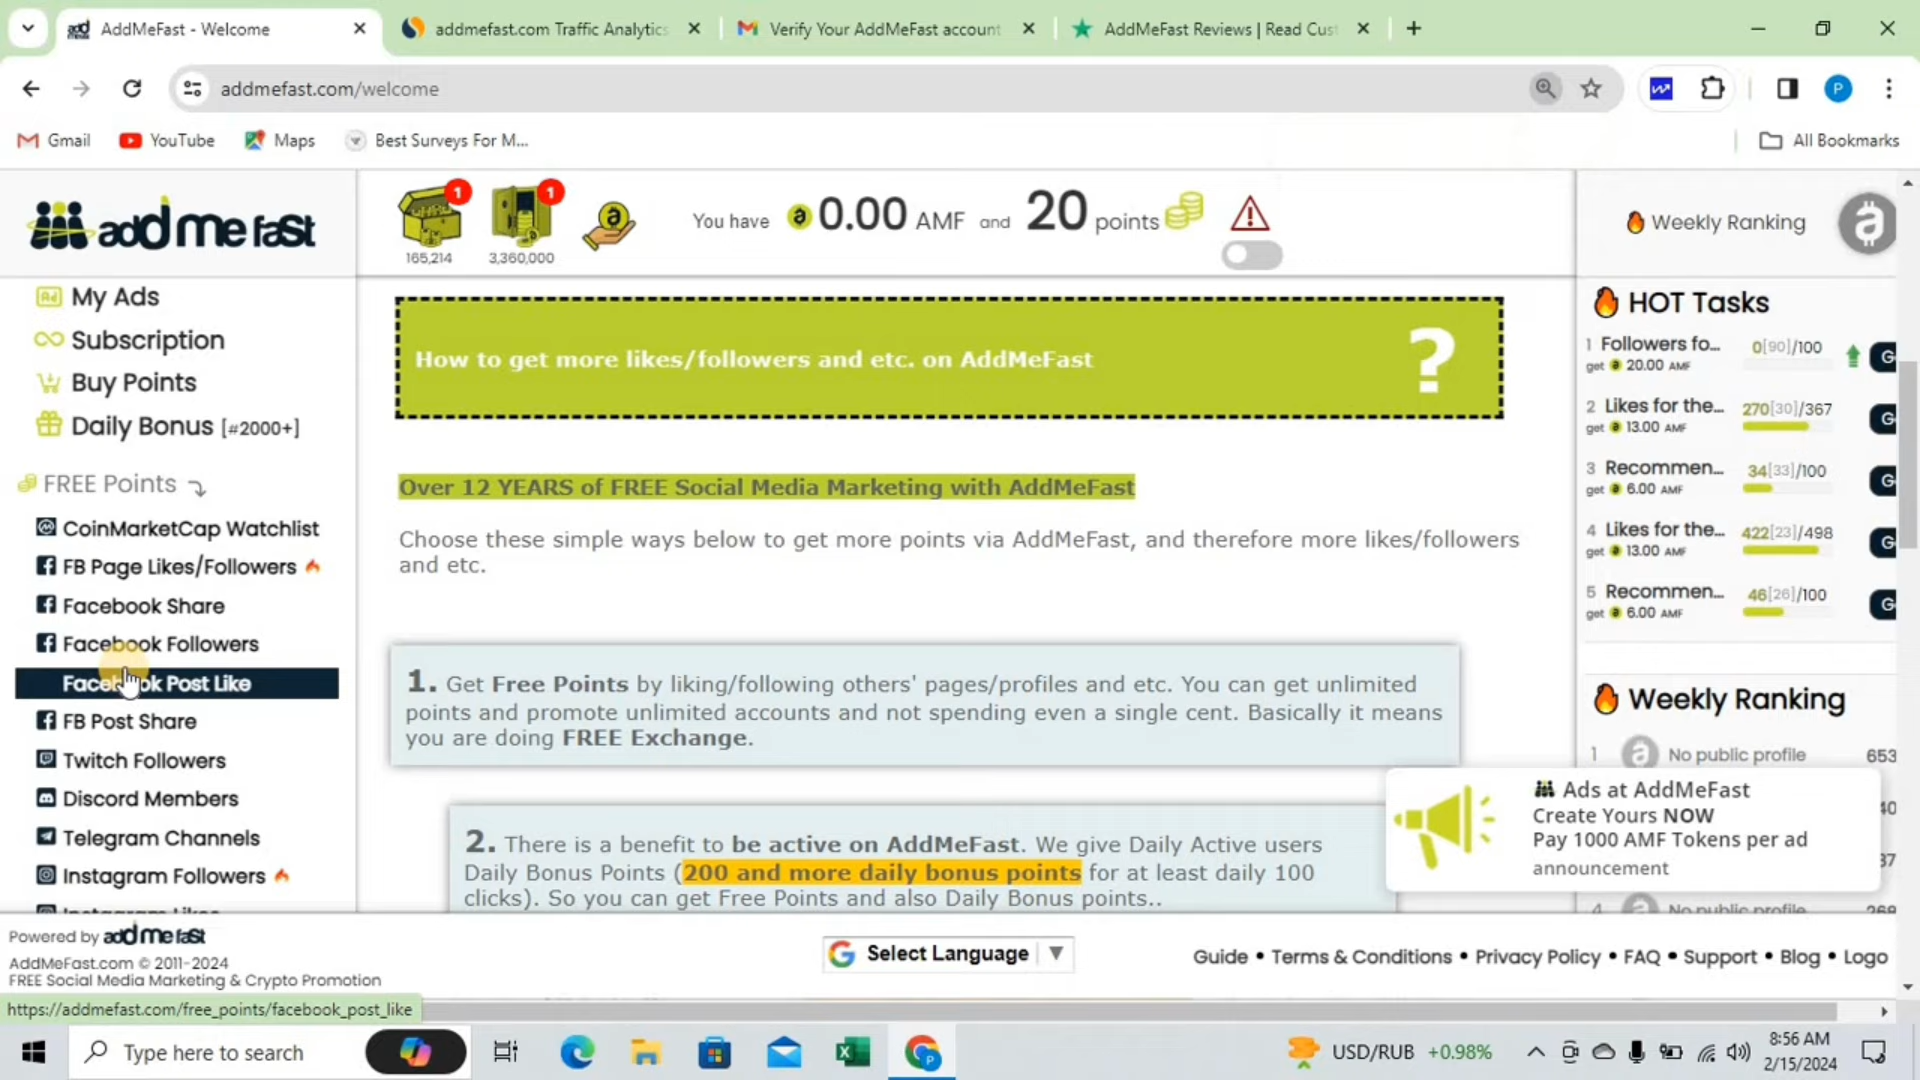 AddMeFast - Welcome
addmefast.com Traffic Analytics
Verify Your AddMeFast account
AddMeFast Reviews | Read Cust
addmefast.com/welcome
P
Gmail
YouTube
Maps
Best Surveys For M...
All Bookmarks
add me fast
1
165,214
1
3,360,000
You have 0.00 AMF and 20 points
Weekly Ranking
My Ads
Subscription
Buy Points
Daily Bonus [#2000+]
FREE Points
CoinMarketCap Watchlist
FB Page Likes/Followers
Facebook Share
Facebook Followers
Facebook Post Like
FB Post Share
Twitch Followers
Discord Members
Telegram Channels
Instagram Followers
Instagram Likes
How to get more likes/followers and etc. on AddMeFast
?
Over 12 YEARS of FREE Social Media Marketing with AddMeFast
Choose these simple ways below to get more points via AddMeFast, and therefore more likes/followers
and etc.
1. Get Free Points by liking/following others' pages/profiles and etc. You can get unlimited
points and promote unlimited accounts and not spending even a single cent. Basically it means
you are doing FREE Exchange.
2. There is a benefit to be active on AddMeFast. We give Daily Active users
Daily Bonus Points (200 and more daily bonus points for at least daily 100
clicks). So you can get Free Points and also Daily Bonus points..
HOT Tasks
1 Followers fo... 0[90]/100
get 20.00 AMF
2 Likes for the... 270[30]/367
get 13.00 AMF
3 Recommen... 34[33]/100
get 6.00 AMF
4 Likes for the... 422[23]/498
get 13.00 AMF
5 Recommen... 46[26]/100
get 6.00 AMF
Weekly Ranking
1 No public profile 653
Ads at AddMeFast
Create Yours NOW
Pay 1000 AMF Tokens per ad
announcement
4 No public profile
Powered by add me fast
AddMeFast.com © 2011-2024
FREE Social Media Marketing & Crypto Promotion
Select Language ▼
Guide • Terms & Conditions • Privacy Policy • FAQ • Support • Blog • Logo
https://addmefast.com/free_points/facebook_post_like
Type here to search
USD/RUB +0.98%
8:56 AM
2/15/2024